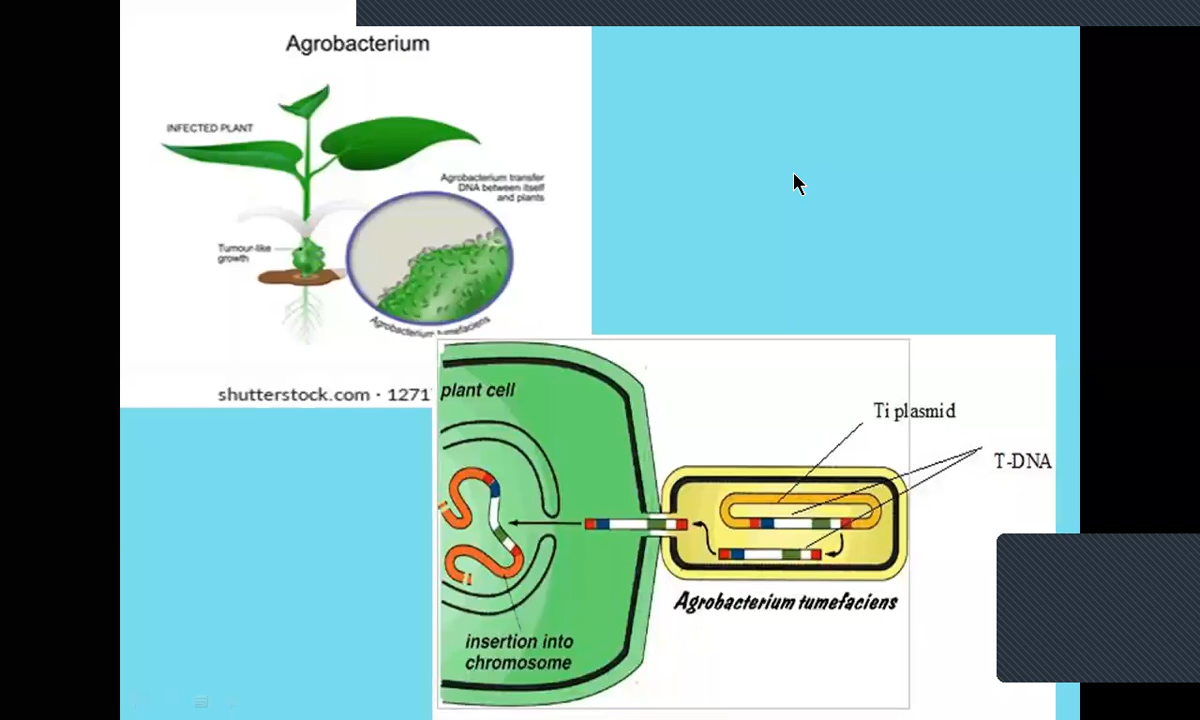 Agrobacterium
INFECTED PLANT
Agrobacterium transfer
DNA between itself
and plants
Tumour-like
growth
Agrobacterium tumefaciens
shutterstock.com · 1271
plant cell
Ti plasmid
T-DNA
Agrobacterium tumefaciens
insertion into
chromosome